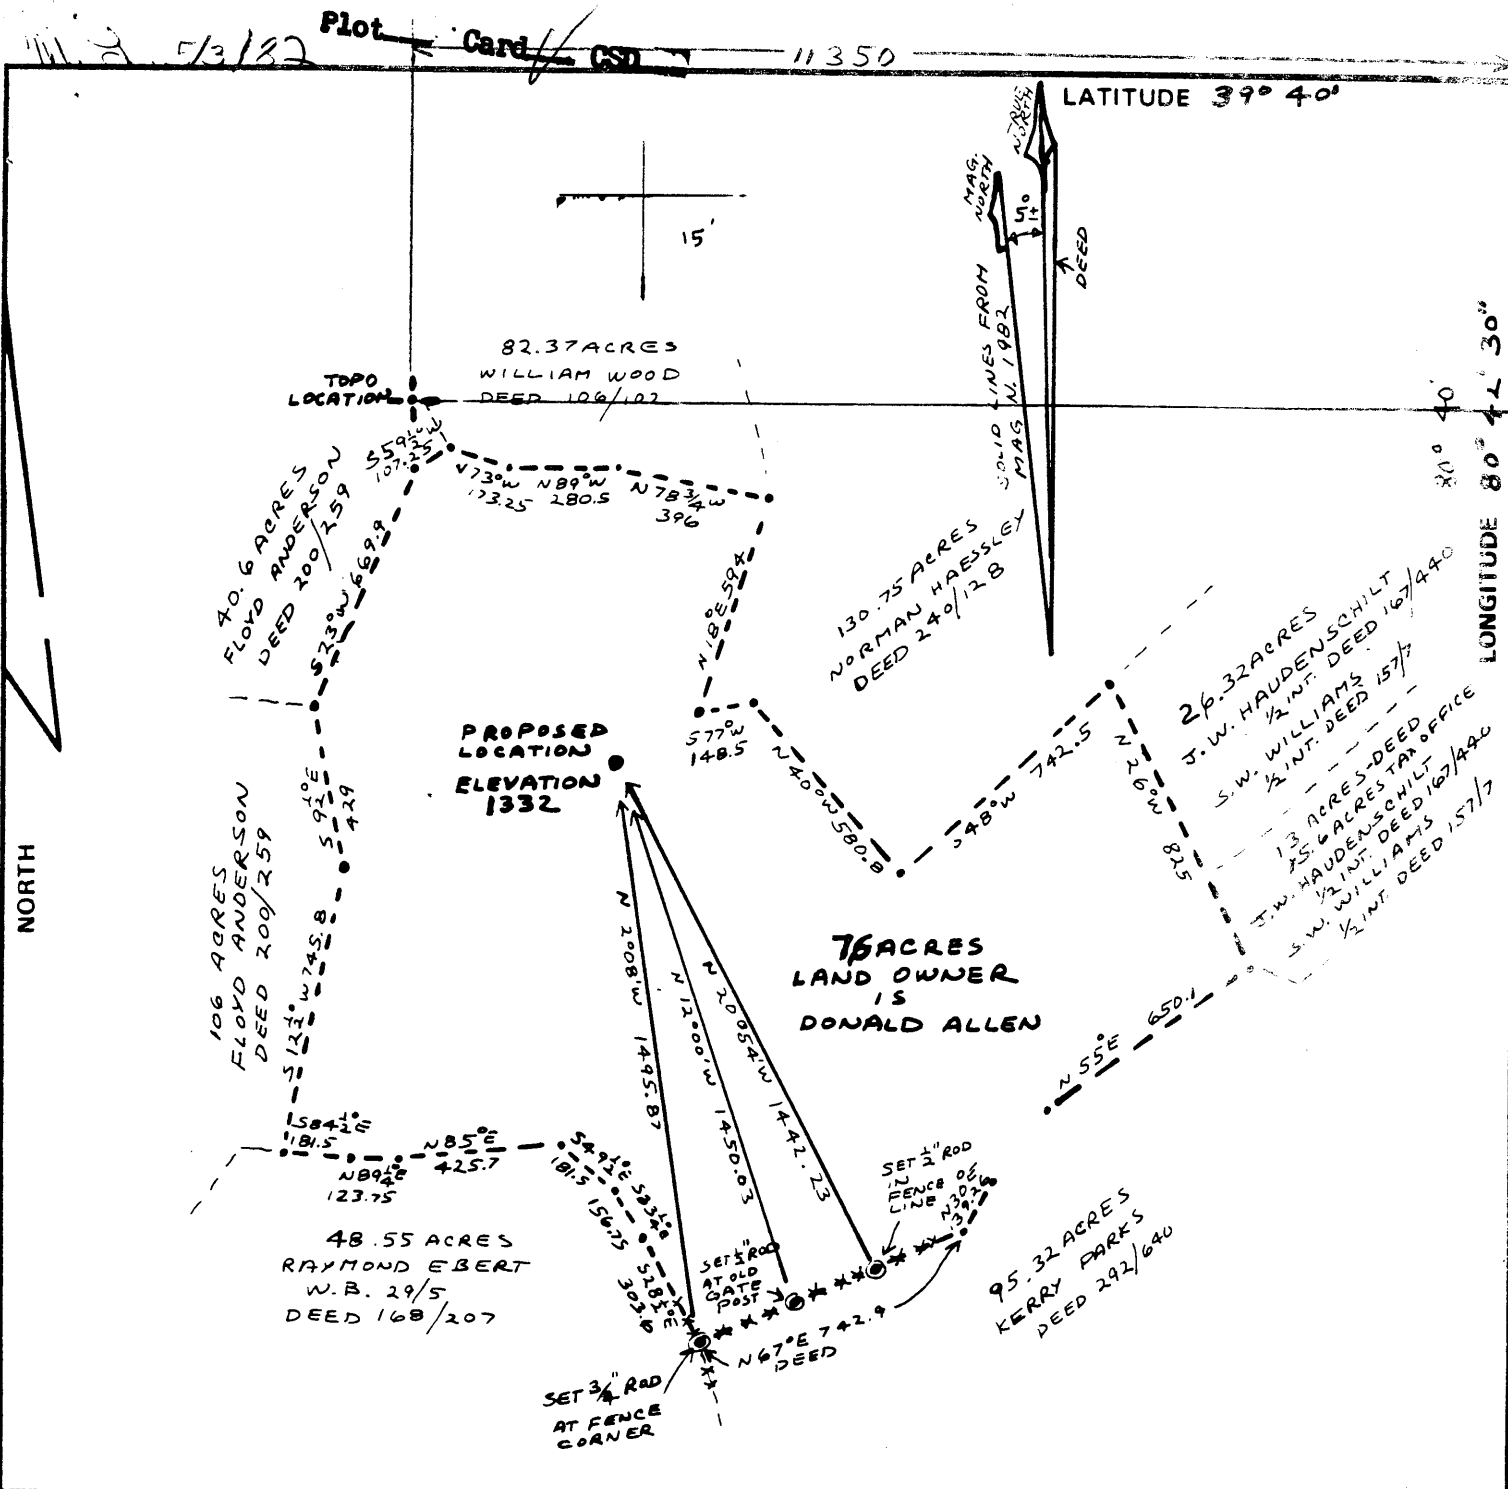 5/3/82
Plot Card CSD
11350
LATITUDE 39° 40'
TRUE
NORTH
MAG.
NORTH
5°±
DEED
SOLID LINES FROM
MAG N. 1982
15'
82.37 ACRES
WILLIAM WOOD
DEED 106/102
TOPO
LOCATION
80° 40'
LONGITUDE 80° 42' 30"
S59½°W
107.25
N73°W
173.25
N89°W
280.5
N78¾W
396
40.6 ACRES
FLOYD ANDERSON
DEED 200/259
S23°W 669.9
N18°E 594
130.75 ACRES
NORMAN HAESSLEY
DEED 240/128
26.32 ACRES
J.W. HAUDENSCHILT
½ INT. DEED 167/440
S.W. WILLIAMS
½ INT. DEED 157/7
13 ACRES-DEED
15.6 ACRES TAX OFFICE
J.W. HAUDENSCHILT
½ INT. DEED 167/440
S.W. WILLIAMS
½ INT. DEED 157/7
PROPOSED
LOCATION
ELEVATION
1332
S77°W
148.5
N40°W 580.8
S48°W 742.5
N26°W 825
S9½°E
429
NORTH
106 ACRES
FLOYD ANDERSON
DEED 200/259
S12½°W 745.8
N 2°08'W 1495.87
N 12°00'W 1450.03
N 20°54'W 1442.23
76 ACRES
LAND OWNER
IS
DONALD ALLEN
N55°E 650.1
S84½°E
181.5
N89¼°E
123.75
N85°E
425.7
S49½°E
181.5
156.75
S28½°E
303.6
SET ½" ROD
AT OLD
GATE
POST
SET ½" ROD
IN
FENCE
LINE
N30°E
139.26
48.55 ACRES
RAYMOND EBERT
W.B. 29/5
DEED 168/207
95.32 ACRES
KERRY PARKS
DEED 292/640
N67°E 742.9
DEED
SET ¾" ROD
AT FENCE
CORNER